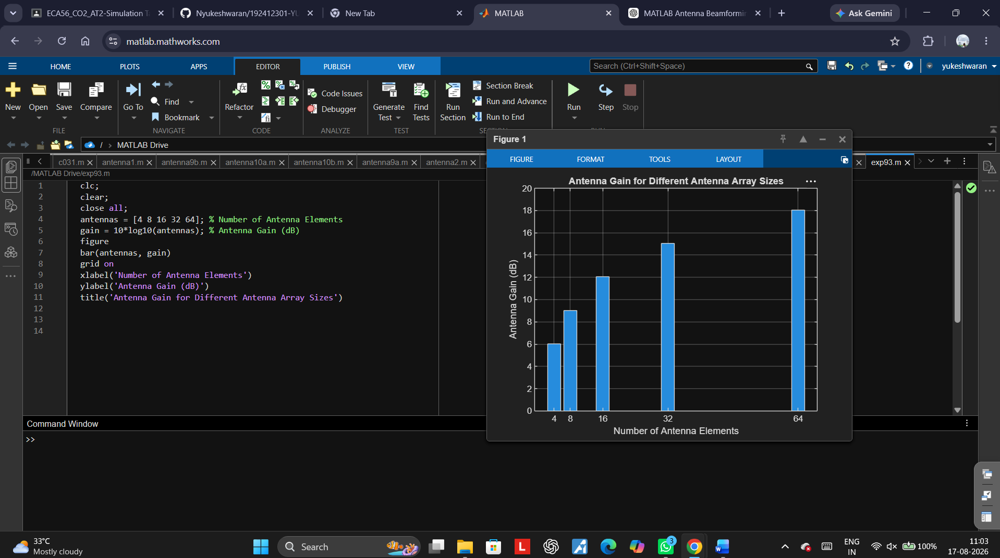 ECA56_CO2_AT2-Simulation T
Nyukeshwaran/192412301-YU
New Tab
MATLAB
MATLAB Antenna Beamformin
Ask Gemini
matlab.mathworks.com
HOME
PLOTS
APPS
EDITOR
PUBLISH
VIEW
Search (Ctrl+Shift+Space)
yukeshwaran
New
Open
Save
Compare
FILE
Go To
Find
Bookmark
NAVIGATE
Refactor
CODE
Code Issues
Debugger
ANALYZE
Generate
Test
Find
Tests
TEST
Run
Section
Section Break
Run and Advance
Run to End
Run
Step
Stop
/ › MATLAB Drive
c031.m
antenna1.m
antenna9b.m
antenna10a.m
antenna10b.m
antenna9a.m
antenna2.m
exp93.m
/MATLAB Drive/exp93.m
1 clc;
2 clear;
3 close all;
4 antennas = [4 8 16 32 64]; % Number of Antenna Elements
5 gain = 10*log10(antennas); % Antenna Gain (dB)
6 figure
7 bar(antennas, gain)
8 grid on
9 xlabel('Number of Antenna Elements')
10 ylabel('Antenna Gain (dB)')
11 title('Antenna Gain for Different Antenna Array Sizes')
12
13
14
Figure 1
FIGURE
FORMAT
TOOLS
LAYOUT
Antenna Gain for Different Antenna Array Sizes
20
18
16
14
12
10
8
6
4
2
0
Antenna Gain (dB)
4 8 16 32 64
Number of Antenna Elements
Command Window
>>
33°C
Mostly cloudy
Search
3
ENG
IN
100%
11:03
17-08-2026